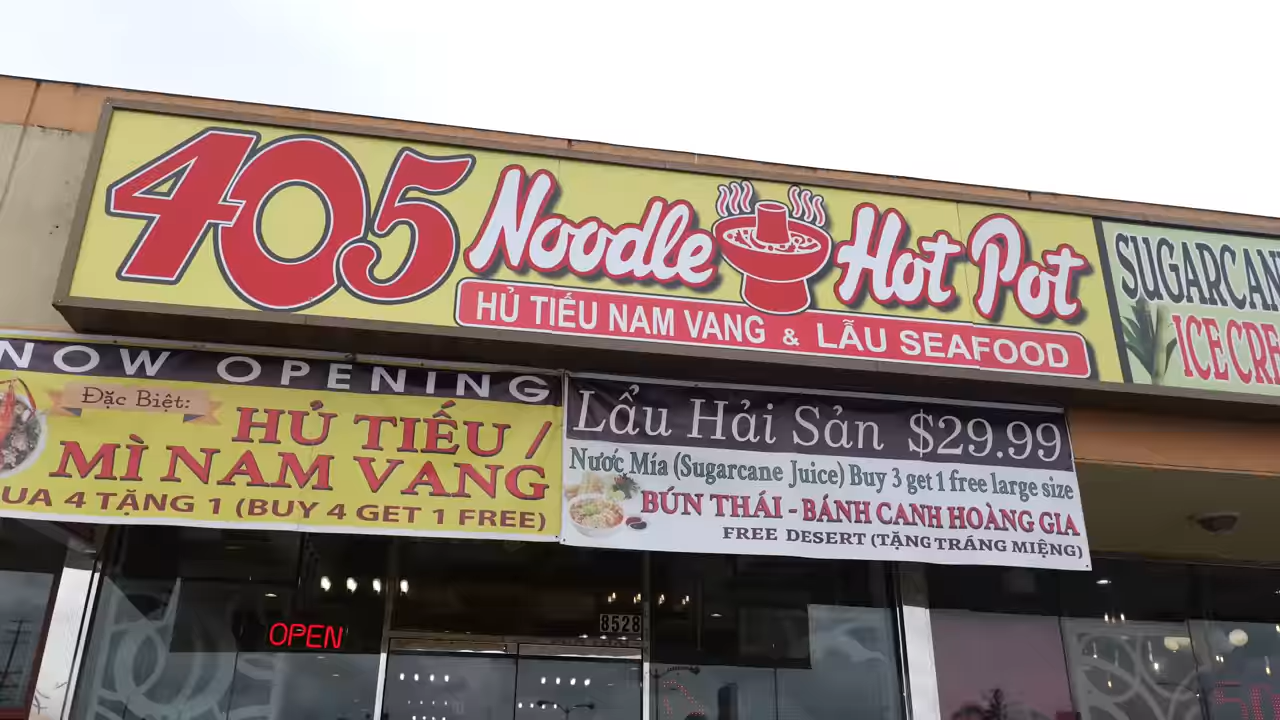 405 Noodle Hot Pot
HỦ TIẾU NAM VANG & LẪU SEAFOOD
SUGARCAN
ICE CRE
NOW OPENING
Đặc Biệt:
HỦ TIẾU /
MÌ NAM VANG
UA 4 TẶNG 1 (BUY 4 GET 1 FREE)
Lẩu Hải Sản $29.99
Nước Mía (Sugarcane Juice) Buy 3 get 1 free large size
BÚN THÁI - BÁNH CANH HOÀNG GIA
FREE DESERT (TẶNG TRÁNG MIỆNG)
8528
OPEN